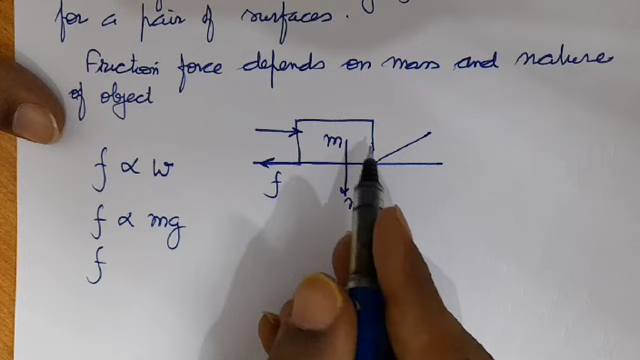 for a pair of surfaces.
Friction force depends on mass and nature
of object
m
f ∝ w
f
f ∝ mg
f